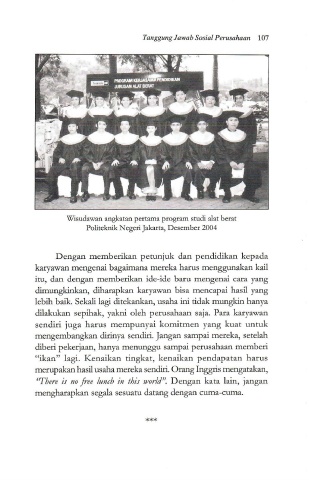 Tanggung Jawab Sosial Perusahaan 107
PROGRAM KERJASAMA PENDIDIKAN
JURUSAN ALAT BERAT
Wisudawan angkatan pertama program studi alat berat
Politeknik Negeri Jakarta, Desember 2004
Dengan memberikan petunjuk dan pendidikan kepada
karyawan mengenai bagaimana mereka harus menggunakan kail
itu, dan dengan memberikan ide-ide baru mengenai cara yang
dimungkinkan, diharapkan karyawan bisa mencapai hasil yang
lebih baik. Sekali lagi ditekankan, usaha ini tidak mungkin hanya
dilakukan sepihak, yakni oleh perusahaan saja. Para karyawan
sendiri juga harus mempunyai komitmen yang kuat untuk
mengembangkan dirinya sendiri. Jangan sampai mereka, setelah
diberi pekerjaan, hanya menunggu sampai perusahaan memberi
“ikan” lagi. Kenaikan tingkat, kenaikan pendapatan harus
merupakan hasil usaha mereka sendiri. Orang Inggris mengatakan,
“There is no free lunch in this world”. Dengan kata lain, jangan
mengharapkan segala sesuatu datang dengan cuma-cuma.
***